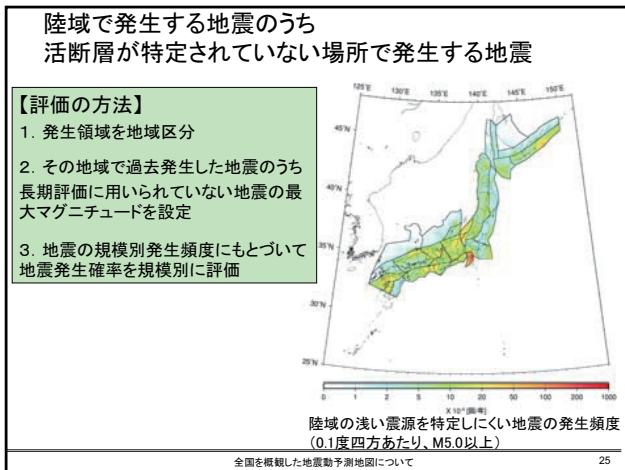 陸域で発生する地震のうち
活断層が特定されていない場所で発生する地震
【評価の方法】
1．発生領域を地域区分
2．その地域で過去発生した地震のうち
長期評価に用いられていない地震の最
大マグニチュードを設定
3．地震の規模別発生頻度にもとづいて
地震発生確率を規模別に評価
125˚E 130˚E 135˚E 140˚E 145˚E 150˚E
45˚N
40˚N
35˚N
30˚N
25˚N
0 1 2 5 10 20 50 100 200 1000
陸域の浅い震源を特定しにくい地震の発生頻度
（0.1度四方あたり、M5.0以上）
全国を概観した地震動予測地図について 25